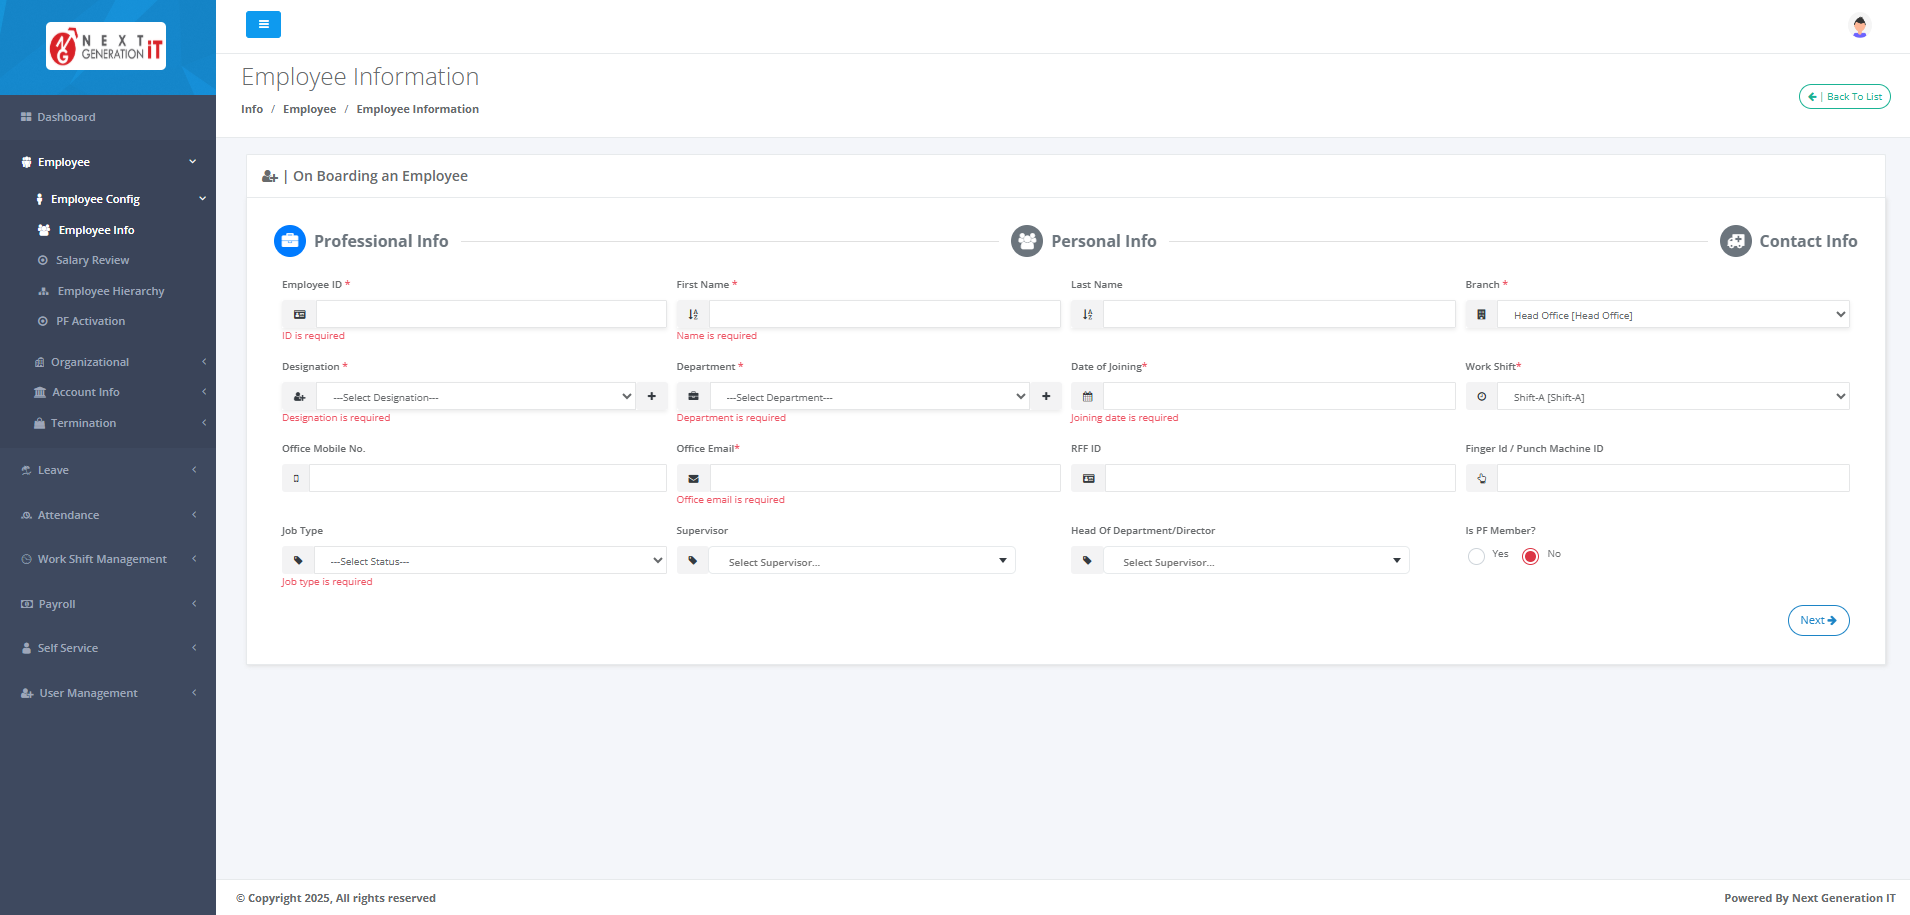 NEXT
GENERATION iT
Employee Information
Info / Employee / Employee Information
← | Back To List
Dashboard
Employee
Employee Config
Employee Info
Salary Review
Employee Hierarchy
PF Activation
Organizational
Account Info
Termination
Leave
Attendance
Work Shift Management
Payroll
Self Service
User Management
| On Boarding an Employee
Professional Info
Personal Info
Contact Info
Employee ID *
First Name *
Last Name
Branch *
Head Office [Head Office]
ID is required
Name is required
Designation *
Department *
Date of Joining*
Work Shift*
---Select Designation---
---Select Department---
Shift-A [Shift-A]
Designation is required
Department is required
Joining date is required
Office Mobile No.
Office Email*
RFF ID
Finger Id / Punch Machine ID
Office email is required
Job Type
Supervisor
Head Of Department/Director
Is PF Member?
---Select Status---
Select Supervisor...
Select Supervisor...
Yes
No
Job type is required
Next →
© Copyright 2025, All rights reserved
Powered By Next Generation IT